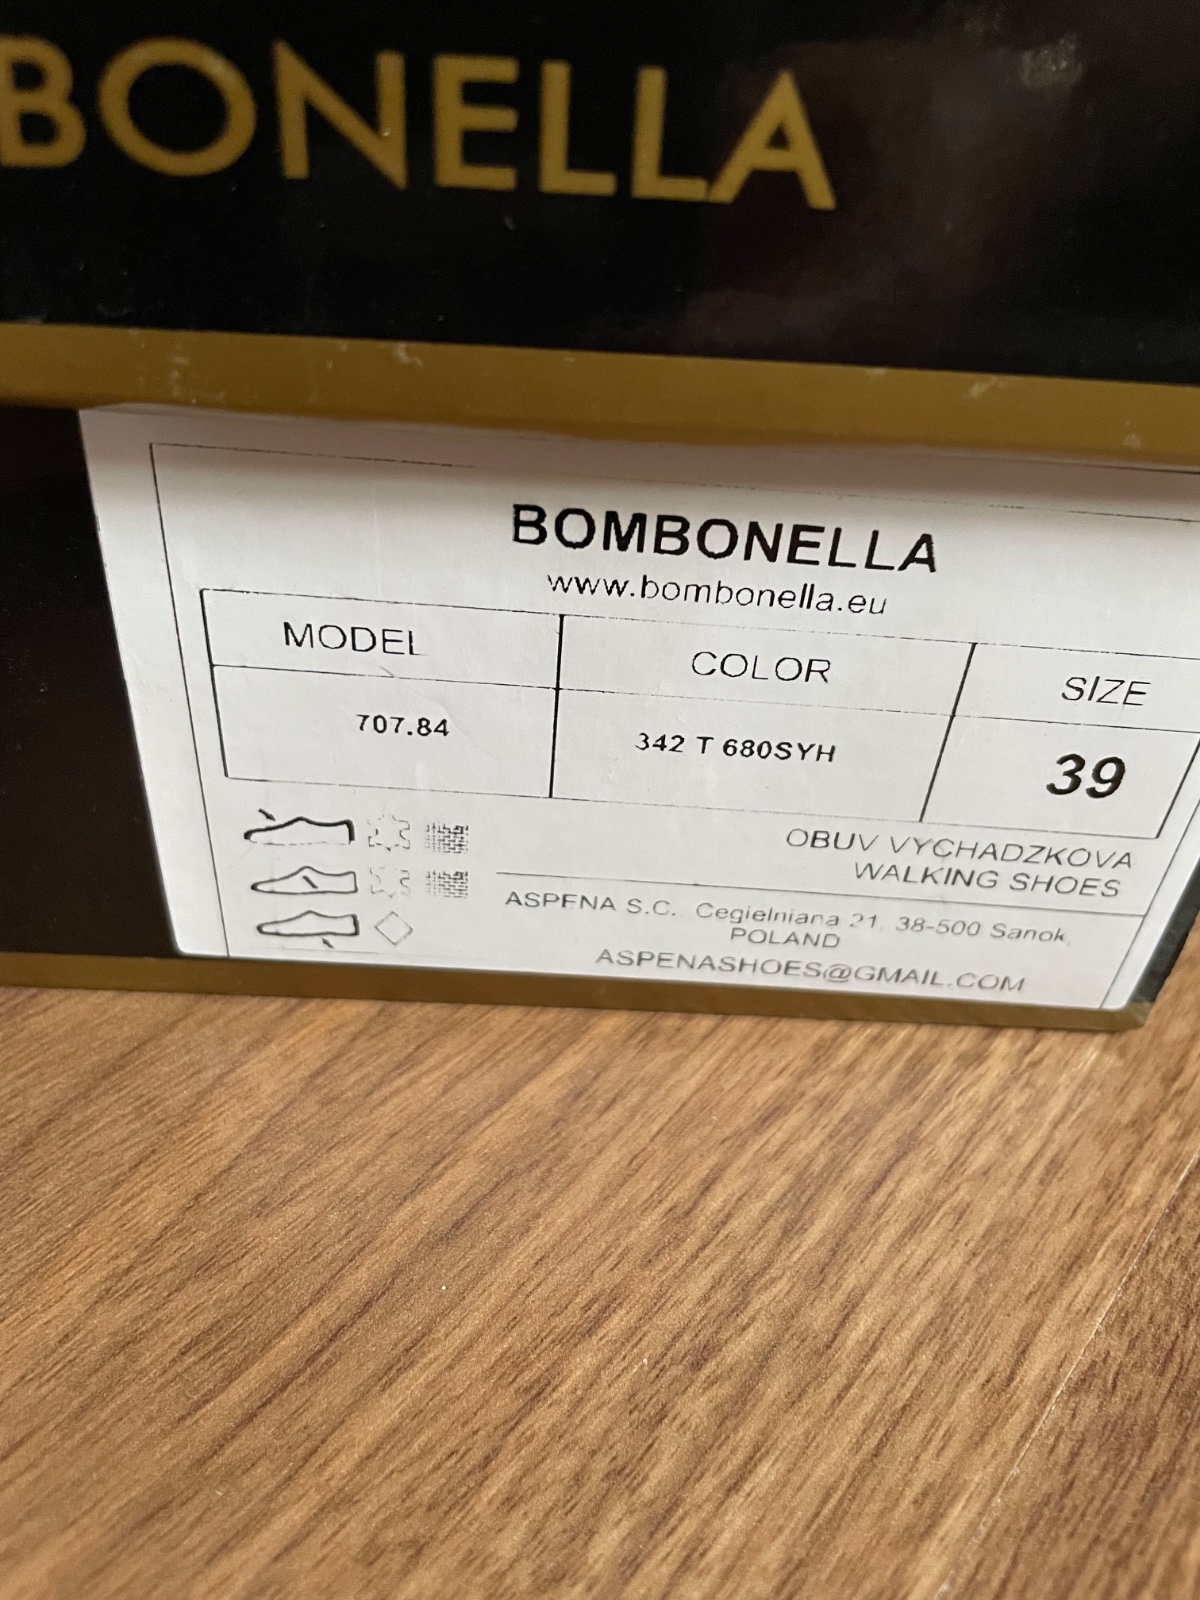 BONELLA
BOMBONELLA
www.bombonella.eu
MODEL COLOR SIZE
707.84 342 T 680SYH 39
OBUV VYCHADZKOVA
WALKING SHOES
ASPENA S.C. Cegielniana 21, 38-500 Sanok,
POLAND
ASPENASHOES@GMAIL.COM